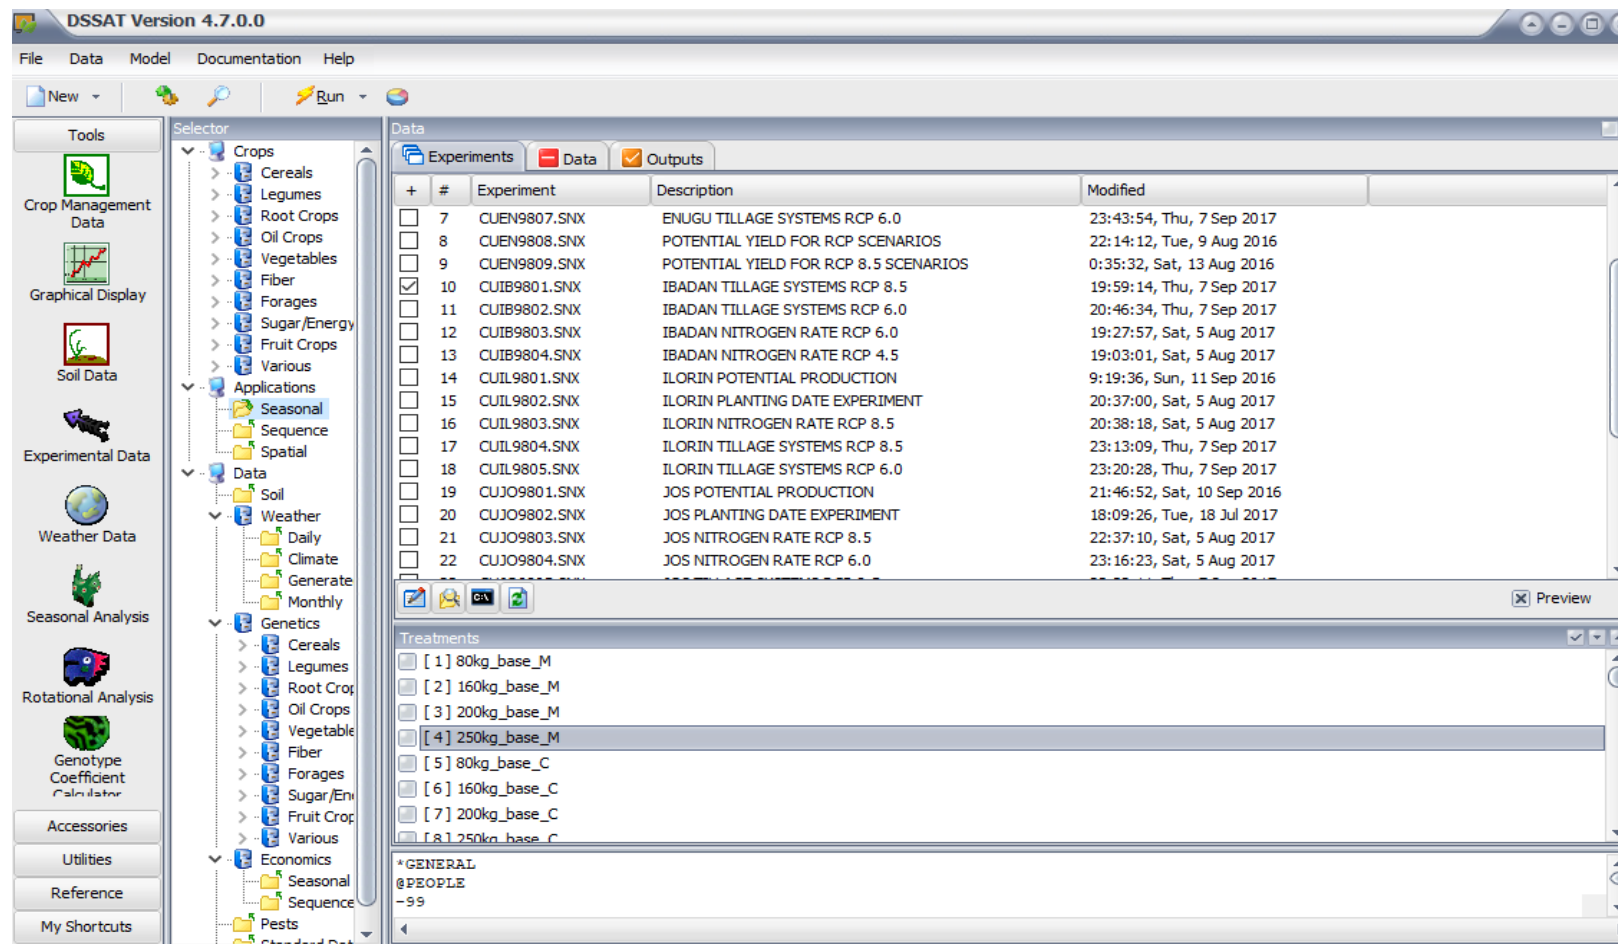 DSSAT Version 4.7.0.0
File Data Model Documentation Help
New Run
Tools
Crop Management
Data
Graphical Display
Soil Data
Experimental Data
Weather Data
Seasonal Analysis
Rotational Analysis
Genotype
Coefficient
Calculator
Accessories
Utilities
Reference
My Shortcuts
Selector
Crops
Cereals
Legumes
Root Crops
Oil Crops
Vegetables
Fiber
Forages
Sugar/Energy
Fruit Crops
Various
Applications
Seasonal
Sequence
Spatial
Data
Soil
Weather
Daily
Climate
Generate
Monthly
Genetics
Cereals
Legumes
Root Crop
Oil Crops
Vegetable
Fiber
Forages
Sugar/En
Fruit Crop
Various
Economics
Seasonal
Sequence
Pests
Data
Experiments Data Outputs
+ # Experiment Description Modified
7 CUEN9807.SNX ENUGU TILLAGE SYSTEMS RCP 6.0 23:43:54, Thu, 7 Sep 2017
8 CUEN9808.SNX POTENTIAL YIELD FOR RCP SCENARIOS 22:14:12, Tue, 9 Aug 2016
9 CUEN9809.SNX POTENTIAL YIELD FOR RCP 8.5 SCENARIOS 0:35:32, Sat, 13 Aug 2016
10 CUIB9801.SNX IBADAN TILLAGE SYSTEMS RCP 8.5 19:59:14, Thu, 7 Sep 2017
11 CUIB9802.SNX IBADAN TILLAGE SYSTEMS RCP 6.0 20:46:34, Thu, 7 Sep 2017
12 CUIB9803.SNX IBADAN NITROGEN RATE RCP 6.0 19:27:57, Sat, 5 Aug 2017
13 CUIB9804.SNX IBADAN NITROGEN RATE RCP 4.5 19:03:01, Sat, 5 Aug 2017
14 CUIL9801.SNX ILORIN POTENTIAL PRODUCTION 9:19:36, Sun, 11 Sep 2016
15 CUIL9802.SNX ILORIN PLANTING DATE EXPERIMENT 20:37:00, Sat, 5 Aug 2017
16 CUIL9803.SNX ILORIN NITROGEN RATE RCP 8.5 20:38:18, Sat, 5 Aug 2017
17 CUIL9804.SNX ILORIN TILLAGE SYSTEMS RCP 8.5 23:13:09, Thu, 7 Sep 2017
18 CUIL9805.SNX ILORIN TILLAGE SYSTEMS RCP 6.0 23:20:28, Thu, 7 Sep 2017
19 CUJO9801.SNX JOS POTENTIAL PRODUCTION 21:46:52, Sat, 10 Sep 2016
20 CUJO9802.SNX JOS PLANTING DATE EXPERIMENT 18:09:26, Tue, 18 Jul 2017
21 CUJO9803.SNX JOS NITROGEN RATE RCP 8.5 22:37:10, Sat, 5 Aug 2017
22 CUJO9804.SNX JOS NITROGEN RATE RCP 6.0 23:16:23, Sat, 5 Aug 2017
C:\ Preview
Treatments
[ 1 ] 80kg_base_M
[ 2 ] 160kg_base_M
[ 3 ] 200kg_base_M
[ 4 ] 250kg_base_M
[ 5 ] 80kg_base_C
[ 6 ] 160kg_base_C
[ 7 ] 200kg_base_C
[ 8 ] 250kg_base_C
*GENERAL
@PEOPLE
-99